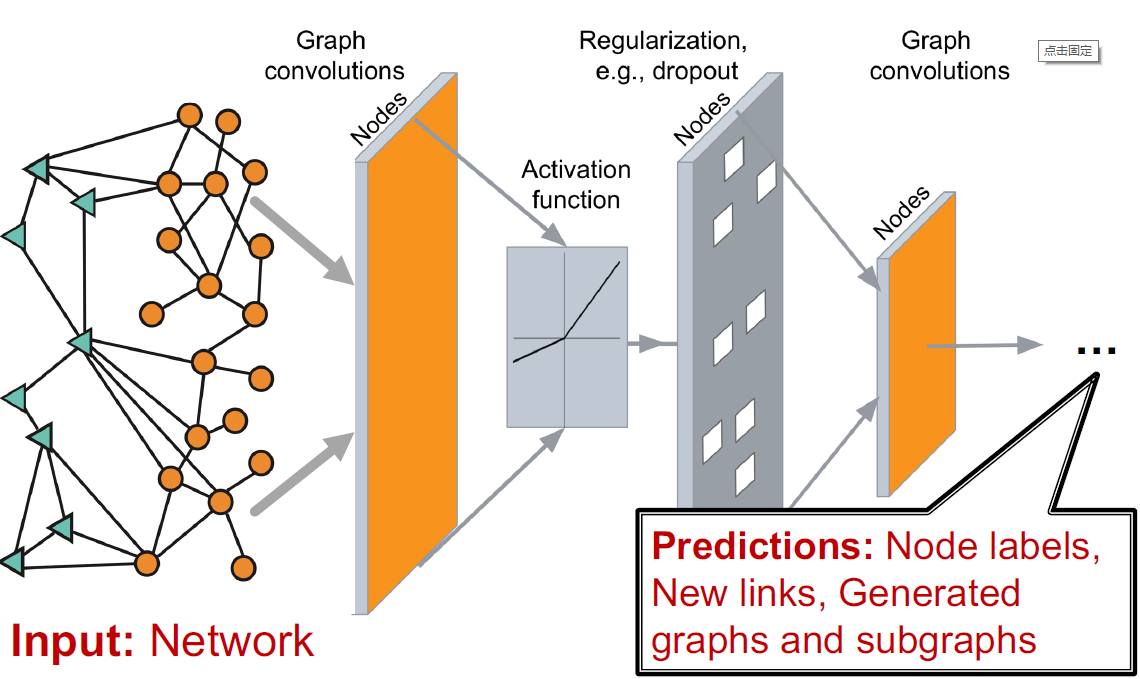 Graph
convolutions
Regularization,
e.g., dropout
Graph
convolutions
点击固定
Nodes
Nodes
Activation
function
Nodes
...
Input: Network
Predictions: Node labels,
New links, Generated
graphs and subgraphs